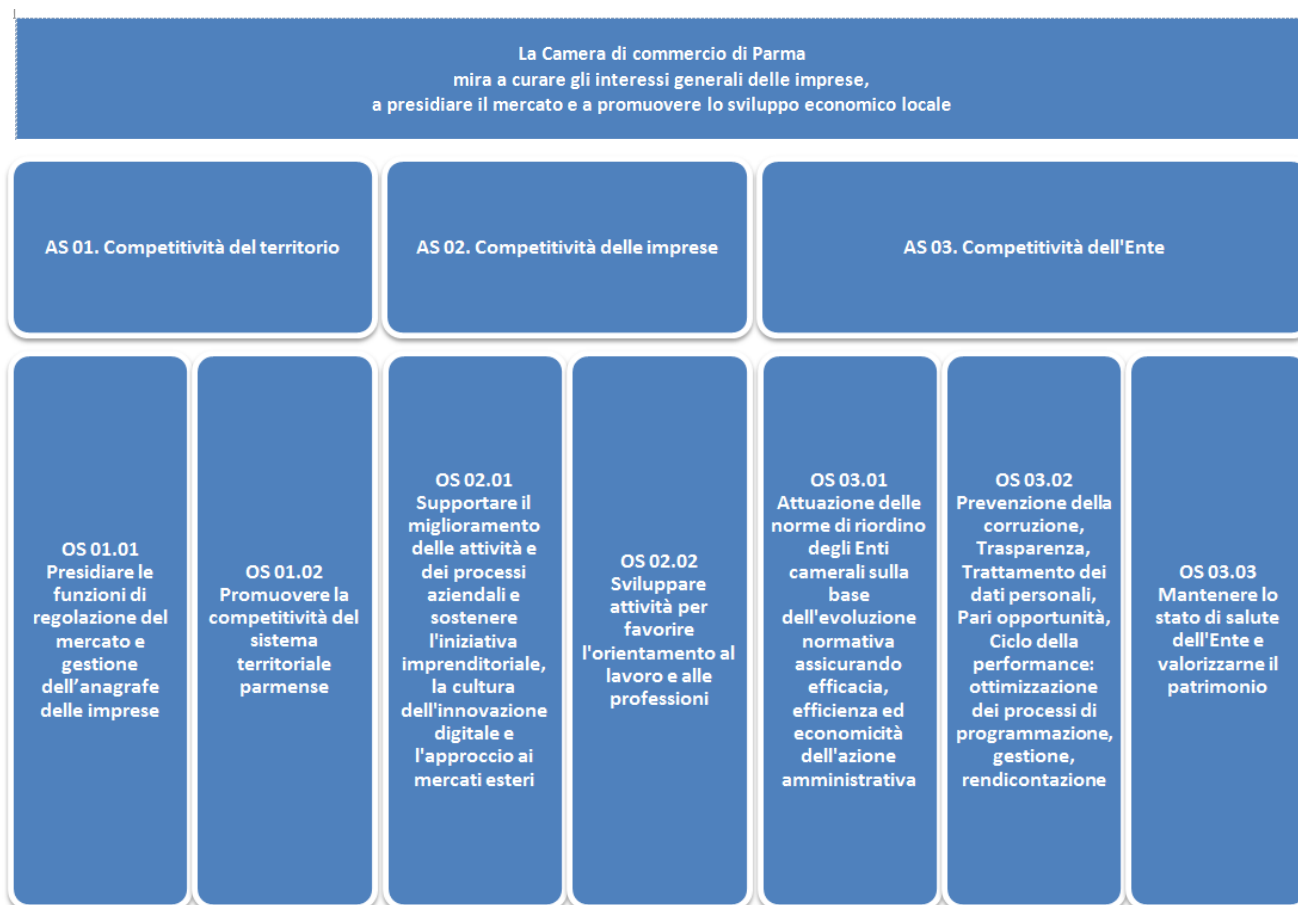 La Camera di commercio di Parma
mira a curare gli interessi generali delle imprese,
a presidiare il mercato e a promuovere lo sviluppo economico locale
AS 01. Competitività del territorio
AS 02. Competitività delle imprese
AS 03. Competitività dell'Ente
OS 01.01
Presidiare le
funzioni di
regolazione del
mercato e
gestione
dell’anagrafe
delle imprese
OS 01.02
Promuovere la
competitività del
sistema
territoriale
parmense
OS 02.01
Supportare il
miglioramento
delle attività e
dei processi
aziendali e
sostenere
l'iniziativa
imprenditoriale,
la cultura
dell'innovazione
digitale e
l'approccio ai
mercati esteri
OS 02.02
Sviluppare
attività per
favorire
l'orientamento al
lavoro e alle
professioni
OS 03.01
Attuazione delle
norme di riordino
degli Enti
camerali sulla
base
dell'evoluzione
normativa
assicurando
efficacia,
efficienza ed
economicità
dell'azione
amministrativa
OS 03.02
Prevenzione della
corruzione,
Trasparenza,
Trattamento dei
dati personali,
Pari opportunità,
Ciclo della
performance:
ottimizzazione
dei processi di
programmazione,
gestione,
rendicontazione
OS 03.03
Mantenere lo
stato di salute
dell'Ente e
valorizzarne il
patrimonio